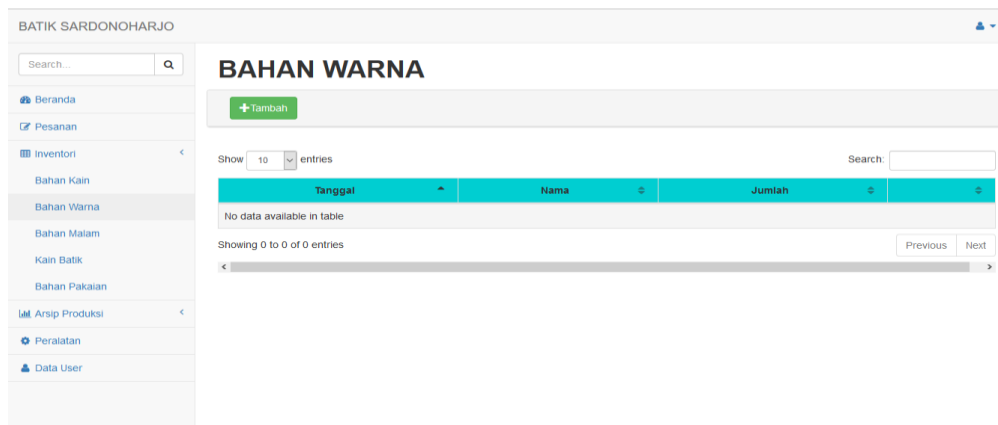 BATIK SARDONOHARJO
Search...
Beranda
Pesanan
Inventori
Bahan Kain
Bahan Warna
Bahan Malam
Kain Batik
Bahan Pakaian
Arsip Produksi
Peralatan
Data User
BAHAN WARNA
Tambah
Show 10 entries Search:
Tanggal Nama Jumlah
No data available in table
Showing 0 to 0 of 0 entries Previous Next